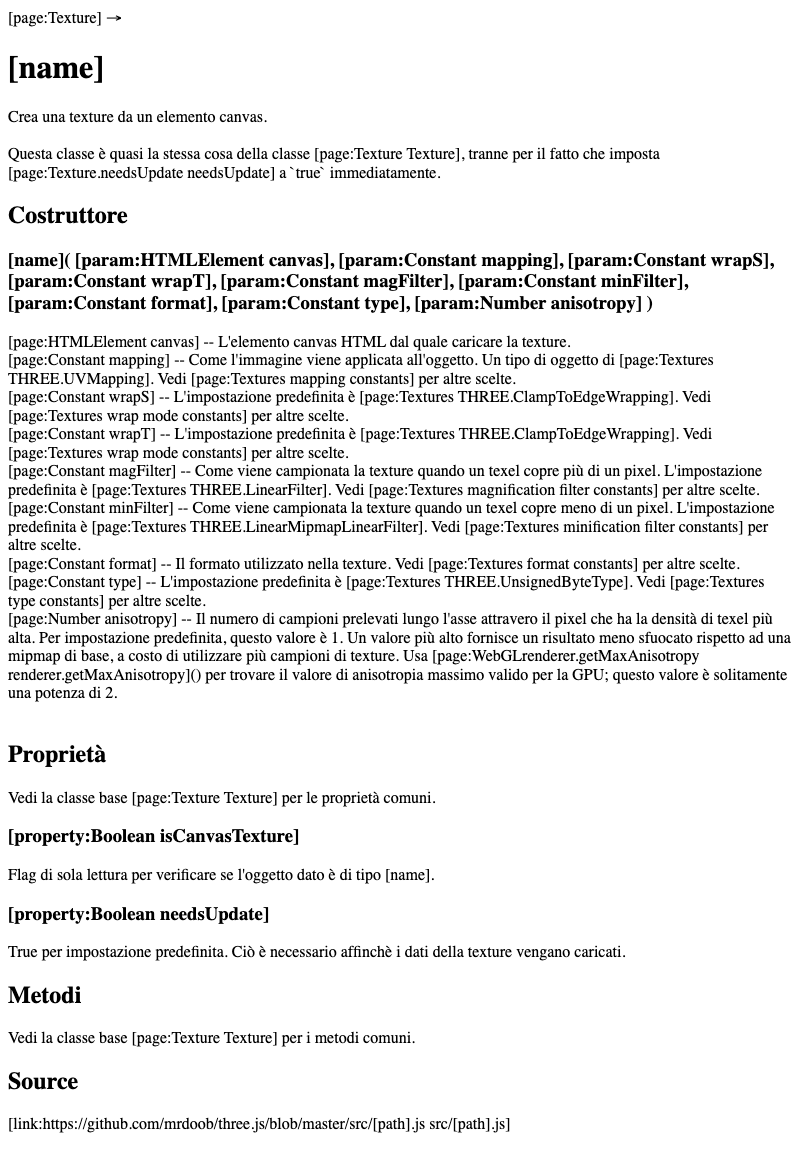 [page:Texture] →
[name]
Crea una texture da un elemento canvas.
Questa classe è quasi la stessa cosa della classe [page:Texture Texture], tranne per il fatto che imposta
[page:Texture.needsUpdate needsUpdate] a `true` immediatamente.
Costruttore
[name]( [param:HTMLElement canvas], [param:Constant mapping], [param:Constant wrapS],
[param:Constant wrapT], [param:Constant magFilter], [param:Constant minFilter],
[param:Constant format], [param:Constant type], [param:Number anisotropy] )
[page:HTMLElement canvas] -- L'elemento canvas HTML dal quale caricare la texture.
[page:Constant mapping] -- Come l'immagine viene applicata all'oggetto. Un tipo di oggetto di [page:Textures
THREE.UVMapping]. Vedi [page:Textures mapping constants] per altre scelte.
[page:Constant wrapS] -- L'impostazione predefinita è [page:Textures THREE.ClampToEdgeWrapping]. Vedi
[page:Textures wrap mode constants] per altre scelte.
[page:Constant wrapT] -- L'impostazione predefinita è [page:Textures THREE.ClampToEdgeWrapping]. Vedi
[page:Textures wrap mode constants] per altre scelte.
[page:Constant magFilter] -- Come viene campionata la texture quando un texel copre più di un pixel. L'impostazione
predefinita è [page:Textures THREE.LinearFilter]. Vedi [page:Textures magnification filter constants] per altre scelte.
[page:Constant minFilter] -- Come viene campionata la texture quando un texel copre meno di un pixel. L'impostazione
predefinita è [page:Textures THREE.LinearMipmapLinearFilter]. Vedi [page:Textures minification filter constants] per
altre scelte.
[page:Constant format] -- Il formato utilizzato nella texture. Vedi [page:Textures format constants] per altre scelte.
[page:Constant type] -- L'impostazione predefinita è [page:Textures THREE.UnsignedByteType]. Vedi [page:Textures
type constants] per altre scelte.
[page:Number anisotropy] -- Il numero di campioni prelevati lungo l'asse attravero il pixel che ha la densità di texel più
alta. Per impostazione predefinita, questo valore è 1. Un valore più alto fornisce un risultato meno sfuocato rispetto ad una
mipmap di base, a costo di utilizzare più campioni di texture. Usa [page:WebGLrenderer.getMaxAnisotropy
renderer.getMaxAnisotropy]() per trovare il valore di anisotropia massimo valido per la GPU; questo valore è solitamente
una potenza di 2.
Proprietà
Vedi la classe base [page:Texture Texture] per le proprietà comuni.
[property:Boolean isCanvasTexture]
Flag di sola lettura per verificare se l'oggetto dato è di tipo [name].
[property:Boolean needsUpdate]
True per impostazione predefinita. Ciò è necessario affinchè i dati della texture vengano caricati.
Metodi
Vedi la classe base [page:Texture Texture] per i metodi comuni.
Source
[link:https://github.com/mrdoob/three.js/blob/master/src/[path].js src/[path].js]